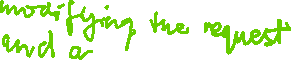 modifying the request
and a